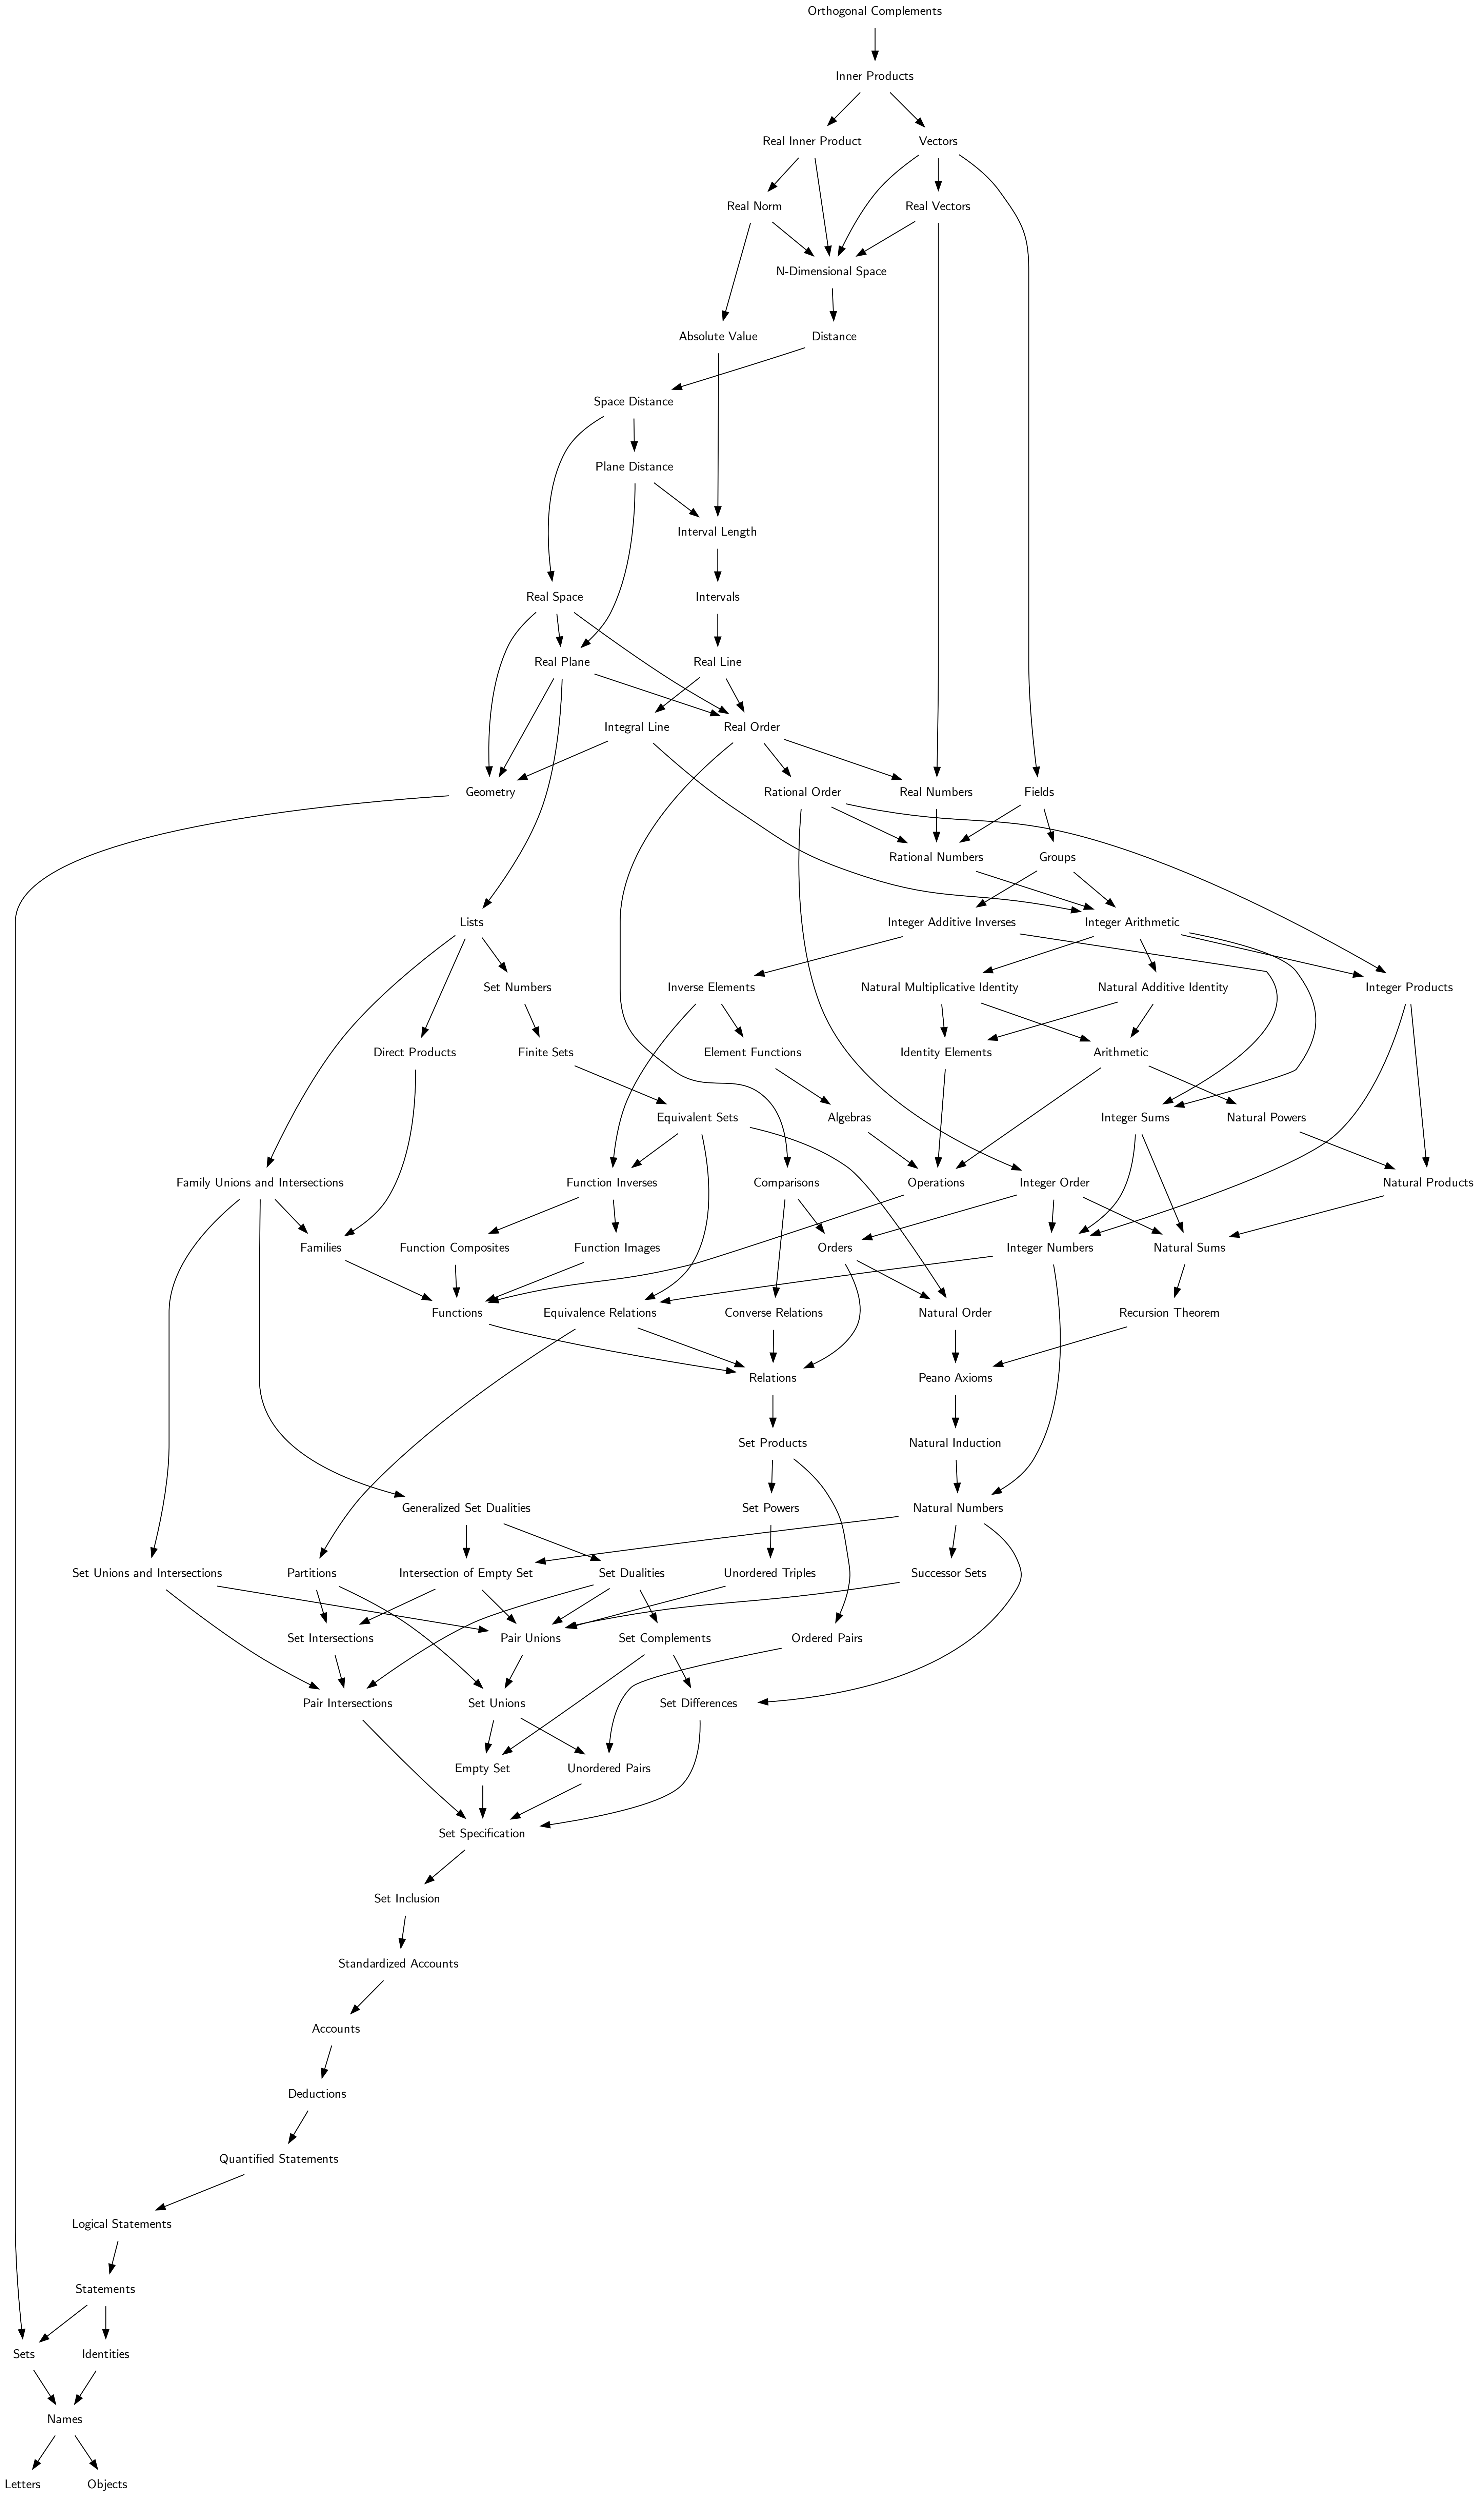 Orthogonal Complements
Inner Products
Real Inner Product
Vectors
Real Norm
Real Vectors
N-Dimensional Space
Absolute Value
Distance
Space Distance
Plane Distance
Interval Length
Real Space
Intervals
Real Plane
Real Line
Integral Line
Real Order
Geometry
Rational Order
Real Numbers
Fields
Rational Numbers
Groups
Lists
Integer Additive Inverses
Integer Arithmetic
Set Numbers
Inverse Elements
Natural Multiplicative Identity
Natural Additive Identity
Integer Products
Direct Products
Finite Sets
Element Functions
Identity Elements
Arithmetic
Equivalent Sets
Algebras
Integer Sums
Natural Powers
Family Unions and Intersections
Function Inverses
Comparisons
Operations
Integer Order
Natural Products
Families
Function Composites
Function Images
Orders
Integer Numbers
Natural Sums
Functions
Equivalence Relations
Converse Relations
Natural Order
Recursion Theorem
Relations
Peano Axioms
Set Products
Natural Induction
Generalized Set Dualities
Set Powers
Natural Numbers
Set Unions and Intersections
Partitions
Intersection of Empty Set
Set Dualities
Unordered Triples
Successor Sets
Set Intersections
Pair Unions
Set Complements
Ordered Pairs
Pair Intersections
Set Unions
Set Differences
Empty Set
Unordered Pairs
Set Specification
Set Inclusion
Standardized Accounts
Accounts
Deductions
Quantified Statements
Logical Statements
Statements
Sets
Identities
Names
Letters
Objects